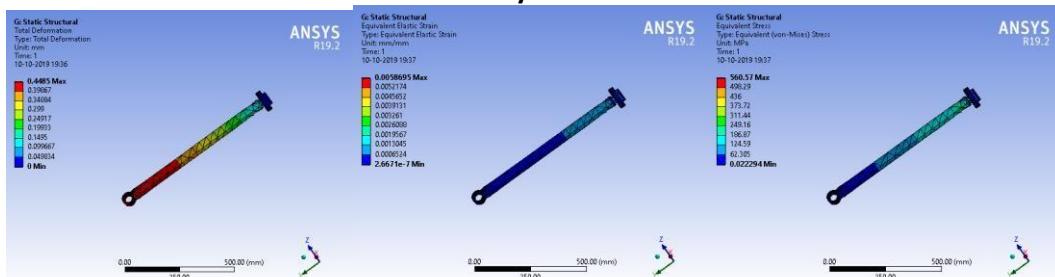 G: Static Structural
Total Deformation
Type: Total Deformation
Unit: mm
Time: 1
10-10-2019 19:36
0.4485 Max
0.39867
0.34884
0.299
0.24917
0.19933
0.1495
0.099667
0.049834
0 Min
ANSYS
R19.2
0.00
500.00 (mm)
250.00
Z
G: Static Structural
Equivalent Elastic Strain
Type: Equivalent Elastic Strain
Unit: mm/mm
Time: 1
10-10-2019 19:37
0.0058695 Max
0.0052174
0.0045652
0.0039131
0.003261
0.0026088
0.0019567
0.0013045
0.0006524
2.6671e-7 Min
ANSYS
R19.2
0.00
500.00 (mm)
250.00
Z
G: Static Structural
Equivalent Stress
Type: Equivalent (von-Mises) Stress
Unit: MPa
Time: 1
10-10-2019 19:37
560.57 Max
498.29
436
373.72
311.44
249.16
186.87
124.59
62.305
0.022294 Min
ANSYS
R19.2
0.00
500.00 (mm)
250.00
Z